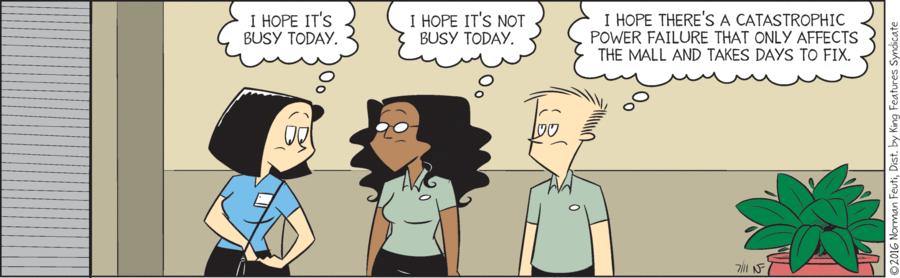 I HOPE IT'S
BUSY TODAY.
I HOPE IT'S NOT
BUSY TODAY.
I HOPE THERE'S A CATASTROPHIC
POWER FAILURE THAT ONLY AFFECTS
THE MALL AND TAKES DAYS TO FIX.
7/11 NF
©2016 Norman Feuti, Dist. by King Features Syndicate